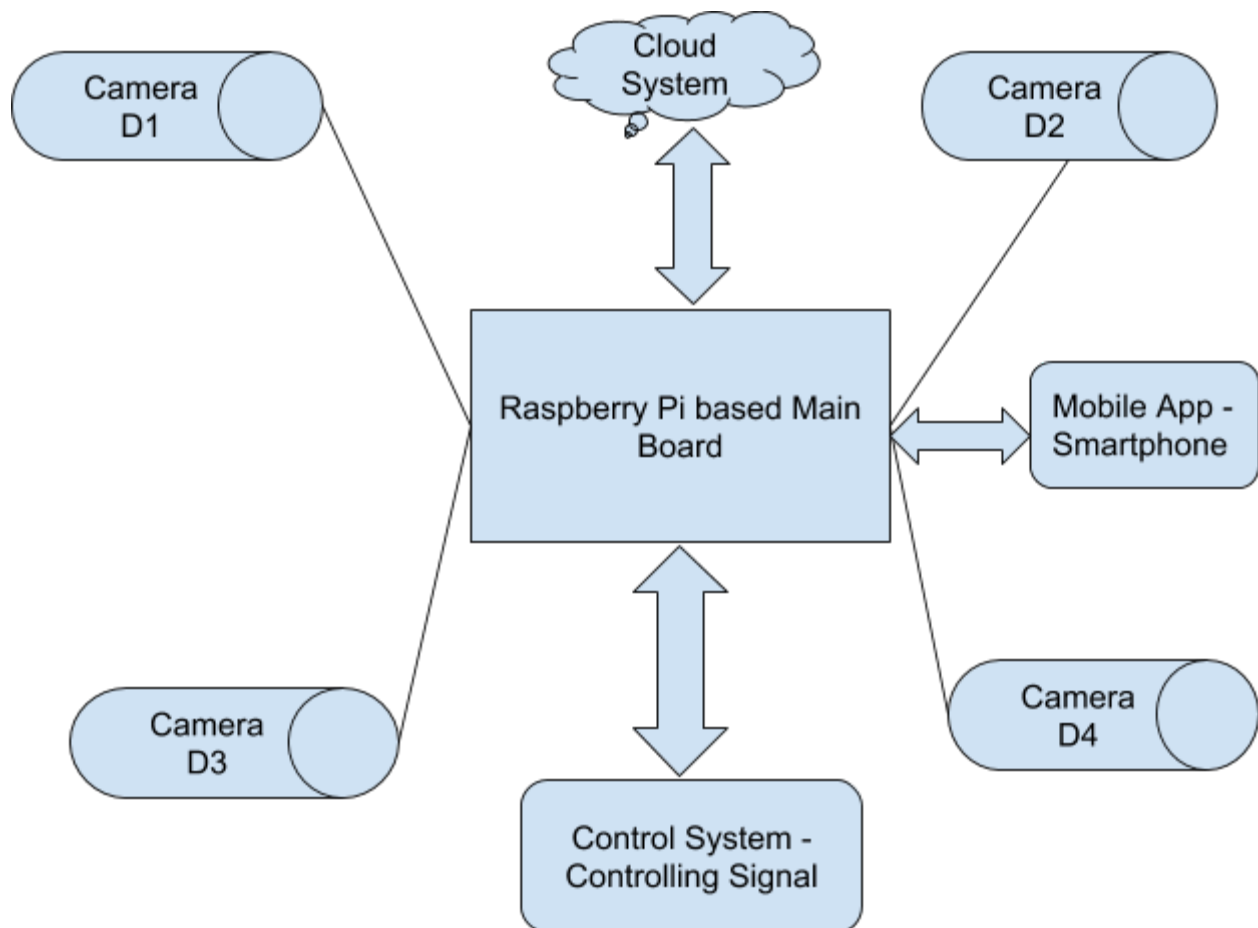 Camera
D1
Cloud
System
Camera
D2
Raspberry Pi based Main
Board
Mobile App -
Smartphone
Camera
D3
Camera
D4
Control System -
Controlling Signal